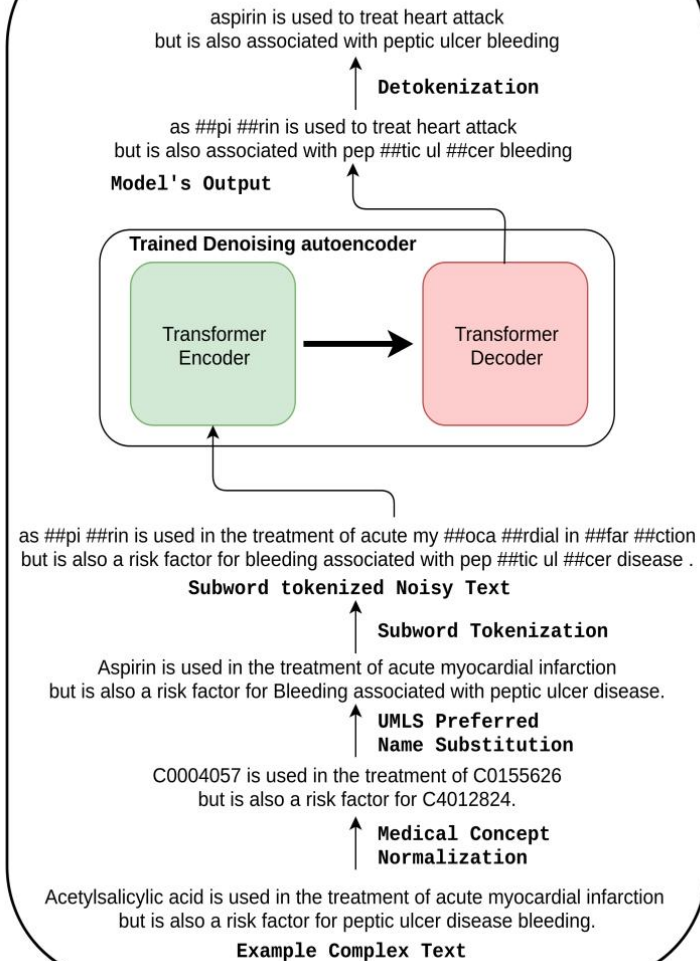 aspirin is used to treat heart attack
but is also associated with peptic ulcer bleeding
Detokenization
as ##pi ##rin is used to treat heart attack
but is also associated with pep ##tic ul ##cer bleeding
Model's Output
Trained Denoising autoencoder
Transformer
Encoder
Transformer
Decoder
as ##pi ##rin is used in the treatment of acute my ##oca ##rdial in ##far ##ction
but is also a risk factor for bleeding associated with pep ##tic ul ##cer disease .
Subword tokenized Noisy Text
Subword Tokenization
Aspirin is used in the treatment of acute myocardial infarction
but is also a risk factor for Bleeding associated with peptic ulcer disease.
UMLS Preferred
Name Substitution
C0004057 is used in the treatment of C0155626
but is also a risk factor for C4012824.
Medical Concept
Normalization
Acetylsalicylic acid is used in the treatment of acute myocardial infarction
but is also a risk factor for peptic ulcer disease bleeding.
Example Complex Text